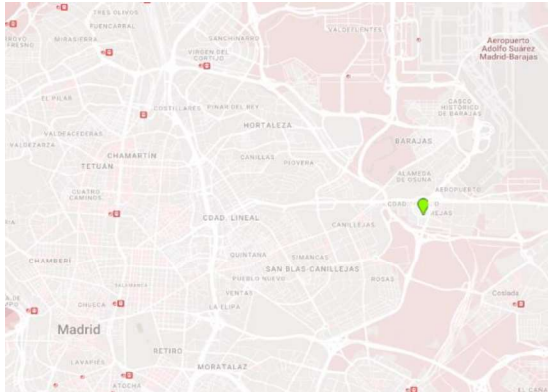 TRES OLIVOS
FUENCARRAL
MIRASIERRA
SANCHINARRO
VALDEFUENTES
VIRGEN DEL
CORTIJO
Aeropuerto
Adolfo Suárez
Madrid-Barajas
EL PILAR
COSTILLARES
PINAR DEL REY
CASCO
HISTÓRICO
DE BARAJAS
HORTALEZA
VALDEACEDERAS
VALDEZARZA
BARAJAS
CHAMARTÍN
TETUÁN
CANILLAS
PIOVERA
ALAMEDA
DE OSUNA
AEROPUERTO
CUATRO
CAMINOS
CDAD. LINEAL
CANILLEJAS
CHAMBERÍ
QUINTANA
SIMANCAS
SAN BLAS-CANILLEJAS
PUEBLO NUEVO
ROSAS
SALAMANCA
VENTAS
Coslada
CHUECA
LA ELIPA
Madrid
RETIRO
LAVAPIÉS
MORATALAZ
ATOCHA